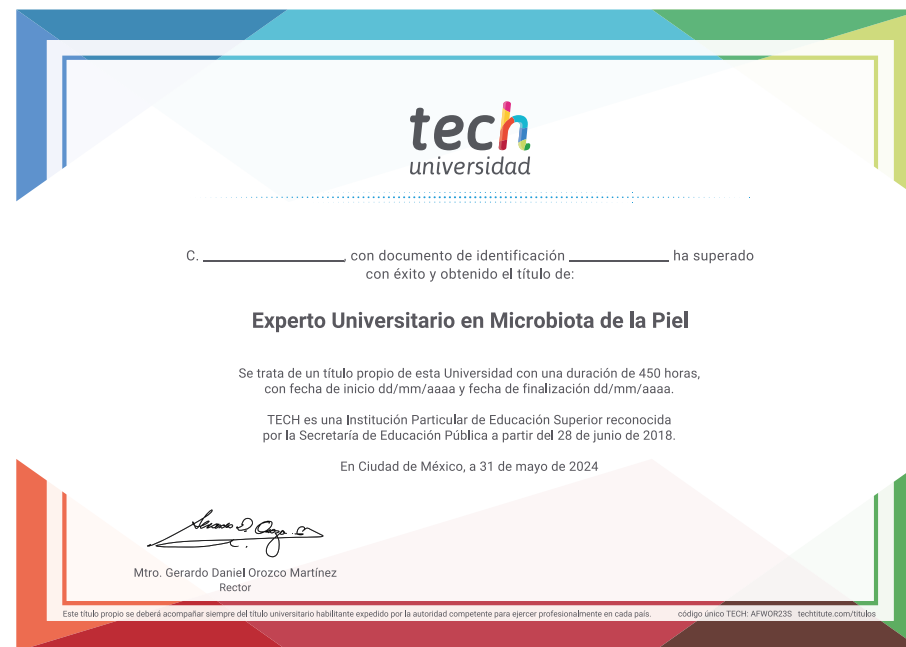 tech
universidad
C. ____________, con documento de identificación ____________ ha superado
con éxito y obtenido el título de:
Experto Universitario en Microbiota de la Piel
Se trata de un título propio de esta Universidad con una duración de 450 horas,
con fecha de inicio dd/mm/aaaa y fecha de finalización dd/mm/aaaa.
TECH es una Institución Particular de Educación Superior reconocida
por la Secretaría de Educación Pública a partir del 28 de junio de 2018.
En Ciudad de México, a 31 de mayo de 2024
Mtro. Gerardo Daniel Orozco Martínez
Rector
Este título propio se deberá acompañar siempre del título universitario habilitante expedido por la autoridad competente para ejercer profesionalmente en cada país. código único TECH: AFWOR23S techtitute.com/titulos